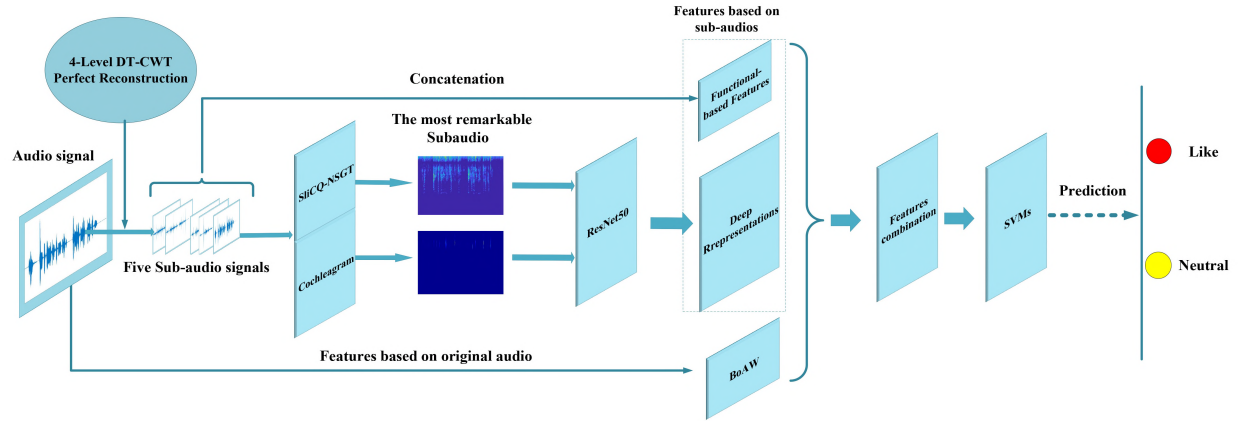 Features based on
sub-audios
4-Level DT-CWT
Perfect Reconstruction
Concatenation
Functional-
based Features
The most remarkable
Subaudio
Audio signal
SliCQ-NSGT
Like
Prediction
ResNet50
Deep
Rrepresentations
Features
combination
SVMs
Five Sub-audio signals
Cochleagram
Neutral
Features based on original audio
BoAW